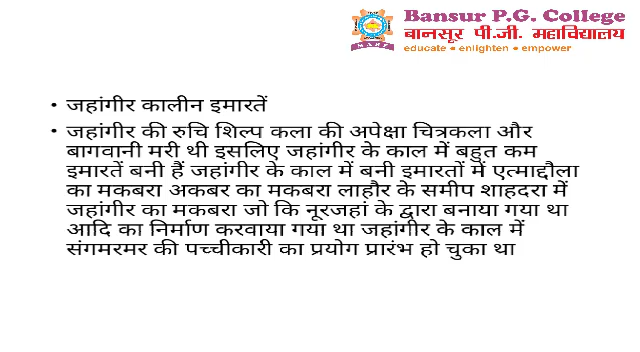 Bansur P.G. College
बानसूर पी.जी. महाविद्यालय
educate • enlighten • empower
• जहांगीर कालीन इमारतें
• जहांगीर की रुचि शिल्प कला की अपेक्षा चित्रकला और
बागवानी मरी थी इसलिए जहांगीर के काल में बहुत कम
इमारतें बनी हैं जहांगीर के काल में बनी इमारतों में एत्माद्दौला
का मकबरा अकबर का मकबरा लाहौर के समीप शाहदरा में
जहांगीर का मकबरा जो कि नूरजहां के द्वारा बनाया गया था
आदि का निर्माण करवाया गया था जहांगीर के काल में
संगमरमर की पच्चीकारी का प्रयोग प्रारंभ हो चुका था